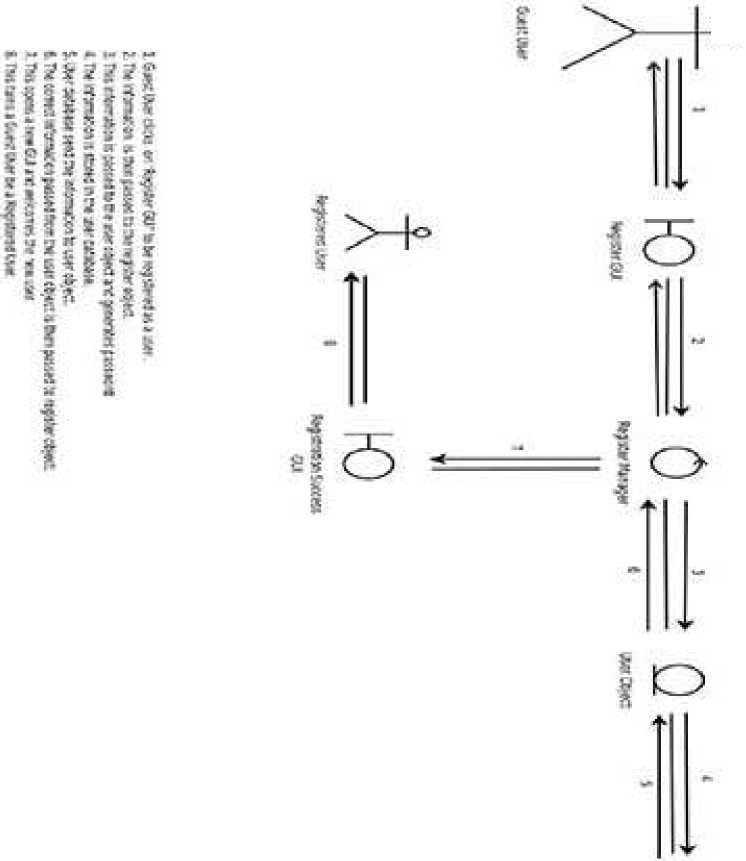 Guest User
1
Register GUI
2
Register Manager
3
6
User Object
4
5
7
Registered User
8
Registration Success
GUI
1. Guest User clicks on "Register GUI" to be registered as a user.
2. The information is then passed to the register object.
3. This information is passed to the user object and generates password
4. The information is stored in the user database.
5. User database send the information to user object.
6. The correct information passed from the user object is then passed to register object.
7. This opens a new GUI and welcomes the new user
8. This turns a Guest User be a Registered User.